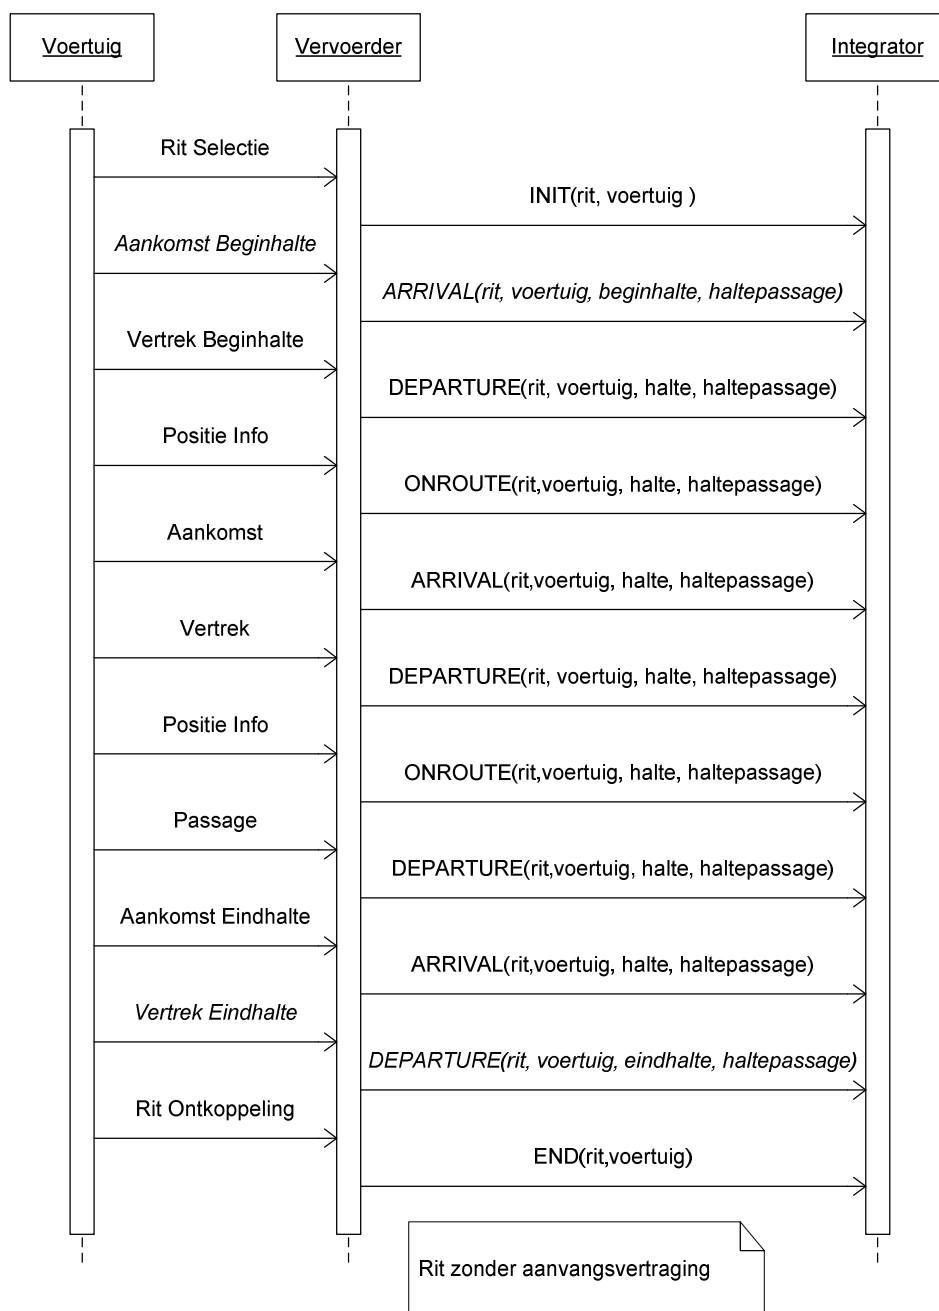 Voertuig
Vervoerder
Integrator
Rit Selectie
INIT(rit, voertuig )
Aankomst Beginhalte
ARRIVAL(rit, voertuig, beginhalte, haltepassage)
Vertrek Beginhalte
DEPARTURE(rit, voertuig, halte, haltepassage)
Positie Info
ONROUTE(rit,voertuig, halte, haltepassage)
Aankomst
ARRIVAL(rit,voertuig, halte, haltepassage)
Vertrek
DEPARTURE(rit, voertuig, halte, haltepassage)
Positie Info
ONROUTE(rit,voertuig, halte, haltepassage)
Passage
DEPARTURE(rit,voertuig, halte, haltepassage)
Aankomst Eindhalte
ARRIVAL(rit,voertuig, halte, haltepassage)
Vertrek Eindhalte
DEPARTURE(rit, voertuig, eindhalte, haltepassage)
Rit Ontkoppeling
END(rit,voertuig)
Rit zonder aanvangsvertraging